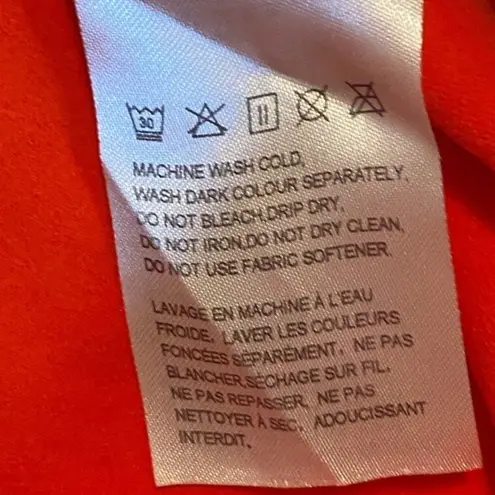 30
MACHINE WASH COLD,
WASH DARK COLOUR SEPARATELY,
DO NOT BLEACH,DRIP DRY,
DO NOT IRON,DO NOT DRY CLEAN,
DO NOT USE FABRIC SOFTENER.
LAVAGE EN MACHINE À L'EAU
FROIDE, LAVER LES COULEURS
FONCÉES SÉPAREMENT, NE PAS
BLANCHER,SÉCHAGE SUR FIL,
NE PAS REPASSER, NE PAS
NETTOYER À SEC, ADOUCISSANT
INTERDIT.